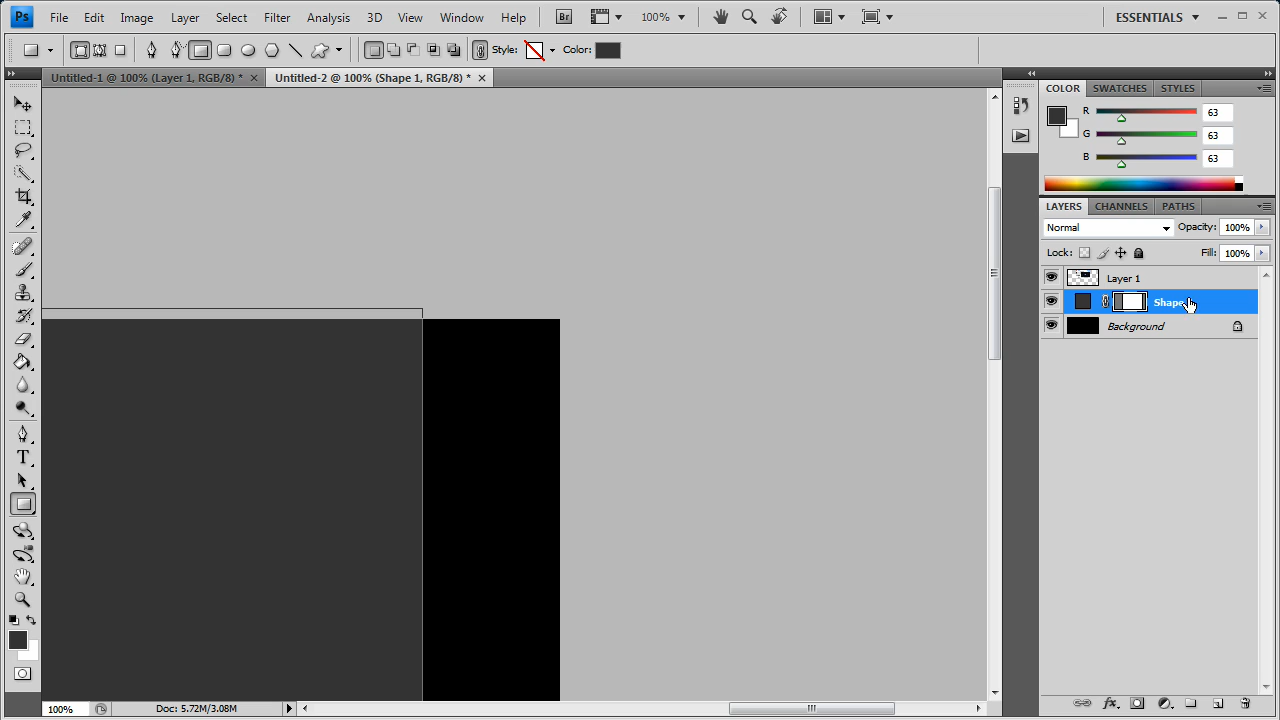 Ps File Edit Image Layer Select Filter Analysis 3D View Window Help Br 100% ESSENTIALS
Style: Color:
Untitled-1 @ 100% (Layer 1, RGB/8) * Untitled-2 @ 100% (Shape 1, RGB/8) *
COLOR SWATCHES STYLES
R 63
G 63
B 63
LAYERS CHANNELS PATHS
Normal Opacity: 100%
Lock: Fill: 100%
Layer 1
Shape
Background
T
fx
100% Doc: 5.72M/3.08M